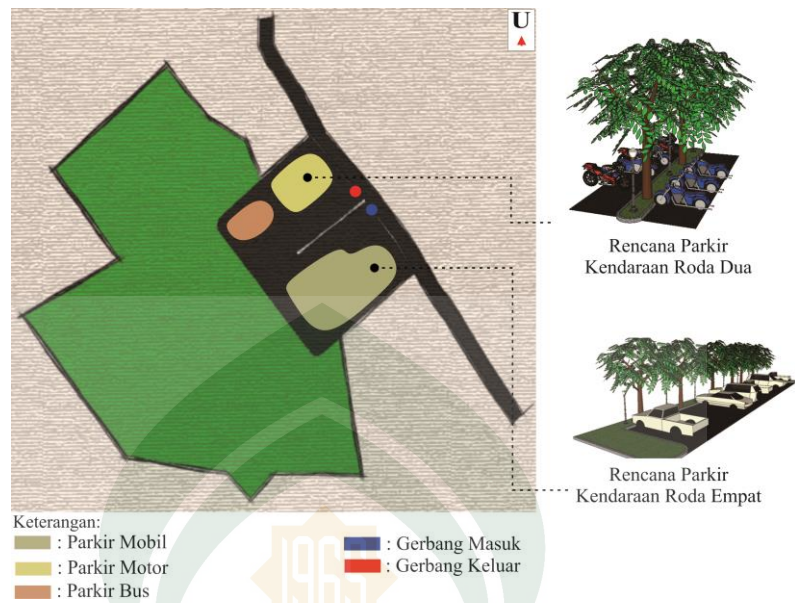 U
Rencana Parkir
Kendaraan Roda Dua
Rencana Parkir
Kendaraan Roda Empat
Keterangan:
: Parkir Mobil
: Parkir Motor
: Parkir Bus
: Gerbang Masuk
: Gerbang Keluar
1965